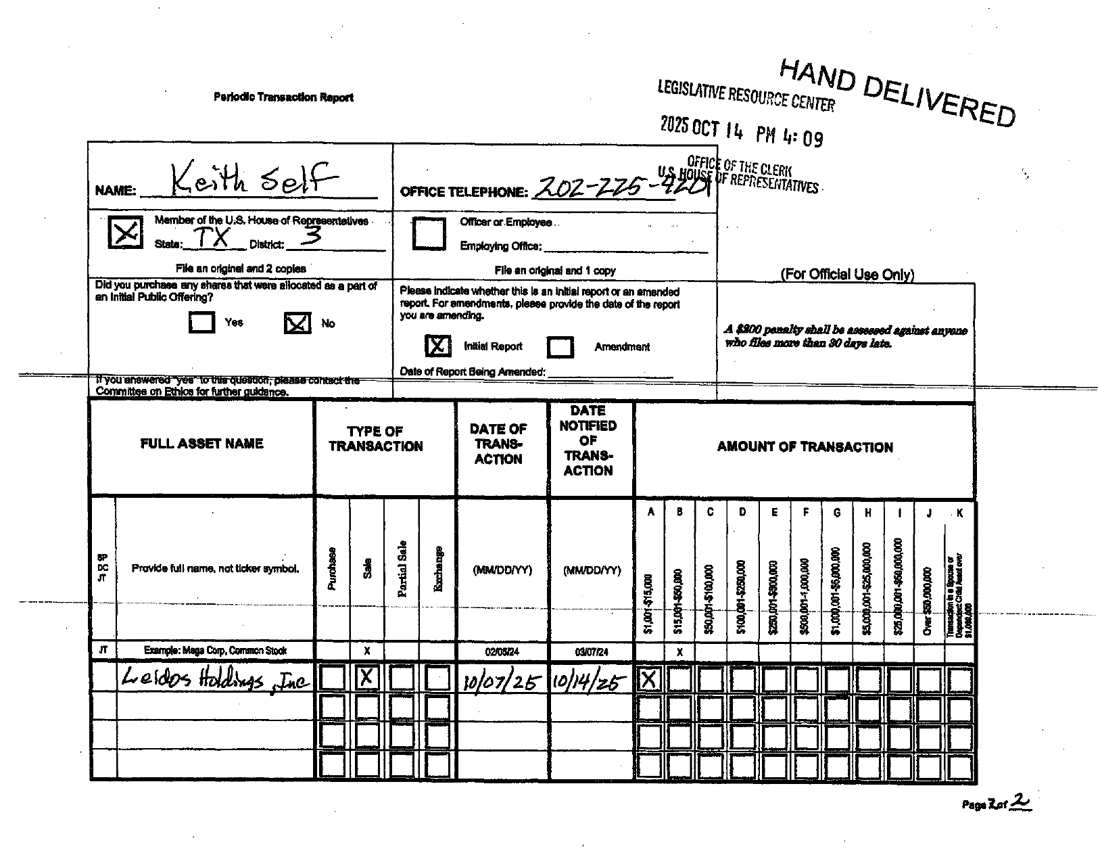 HAND DELIVERED
LEGISLATIVE RESOURCE CENTER
2025 OCT 14 PM 4:09
OFFICE OF THE CLERK
U.S. HOUSE OF REPRESENTATIVES
Periodic Transaction Report
NAME: Keith Self
OFFICE TELEPHONE: 202-225-4201
Member of the U.S. House of Representatives
State: TX District: 3
File an original and 2 copies
Officer or Employee
Employing Office:
File an original and 1 copy
(For Official Use Only)
Did you purchase any shares that were allocated as a part of
an Initial Public Offering?
Yes X No
If you answered "yes" to this question, please contact the
Committee on Ethics for further guidance.
Please indicate whether this is an initial report or an amended
report. For amendments, please provide the date of the report
you are amending.
X Initial Report Amendment
Date of Report Being Amended:
A $200 penalty shall be assessed against anyone
who files more than 30 days late.
FULL ASSET NAME
TYPE OF
TRANSACTION
DATE OF
TRANS-
ACTION
DATE
NOTIFIED
OF
TRANS-
ACTION
AMOUNT OF TRANSACTION
SP
DC
JT
Provide full name, not ticker symbol.
Purchase
Sale
Partial Sale
Exchange
(MM/DD/YY)
(MM/DD/YY)
A B C D E F G H I J K
$1,001-$15,000
$15,001-$50,000
$50,001-$100,000
$100,001-$250,000
$250,001-$500,000
$500,001-1,000,000
$1,000,001-$5,000,000
$5,000,001-$25,000,000
$25,000,001-$50,000,000
Over $50,000,000
Transaction in a Spouse or
Dependent Child Asset over
$1,000,000
JT Example: Mega Corp, Common Stock X 02/05/24 03/07/24 X
Leidos Holdings, Inc X 10/07/25 10/14/25 X
Page 2 of 2